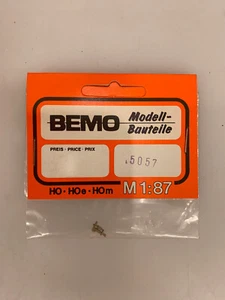 BEMO Modell-
Bauteile
PREIS · PRICE · PRIX
5057
HO · HOe · HOm M 1:87